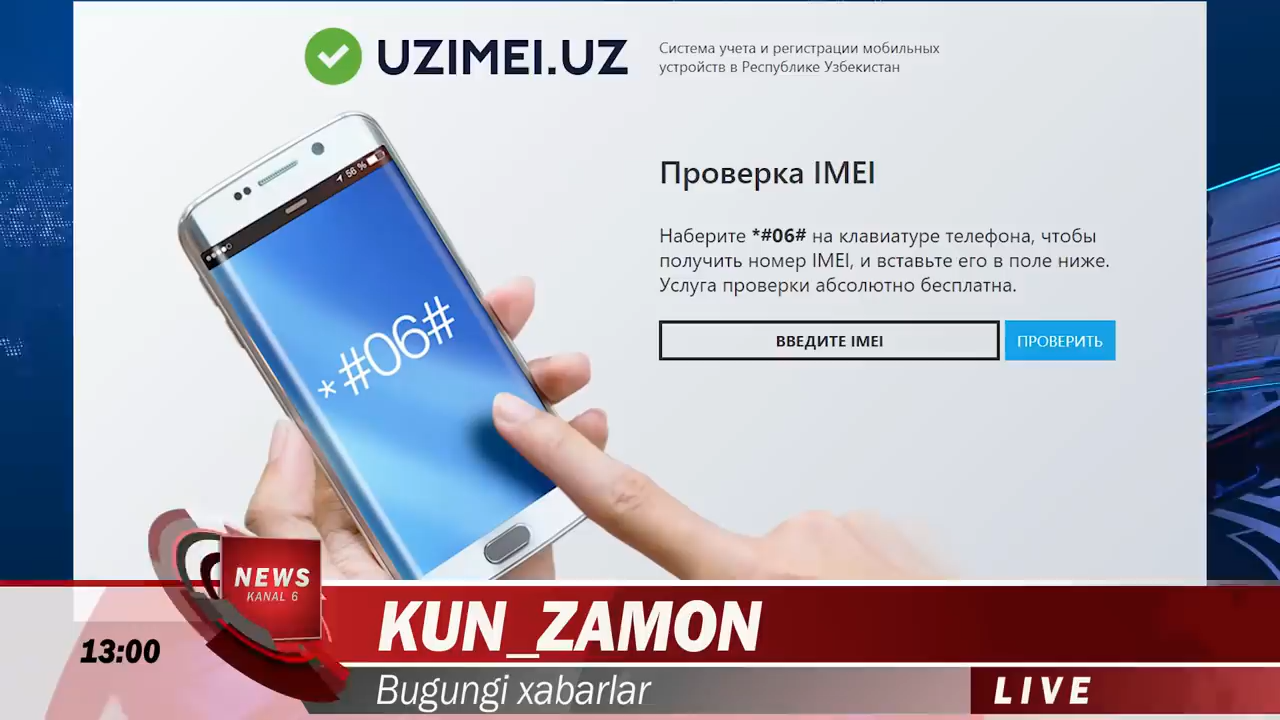 UZIMEI.UZ
Система учета и регистрации мобильных
устройств в Республике Узбекистан
56 %
*#06#
Проверка IMEI
Наберите *#06# на клавиатуре телефона, чтобы
получить номер IMEI, и вставьте его в поле ниже.
Услуга проверки абсолютно бесплатна.
ВВЕДИТЕ IMEI
ПРОВЕРИТЬ
NEWS
KANAL 6
13:00
KUN_ZAMON
Bugungi xabarlar
LIVE